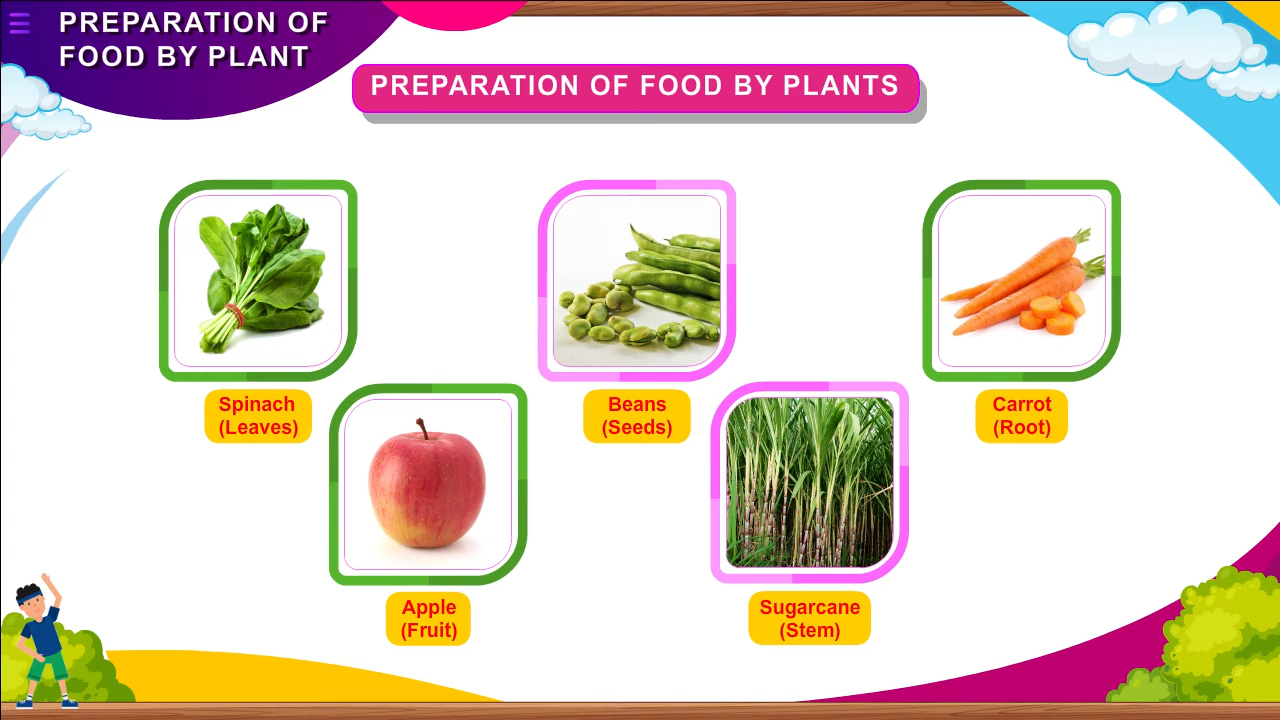 PREPARATION OF
FOOD BY PLANT
PREPARATION OF FOOD BY PLANTS
Spinach
(Leaves)
Beans
(Seeds)
Carrot
(Root)
Apple
(Fruit)
Sugarcane
(Stem)